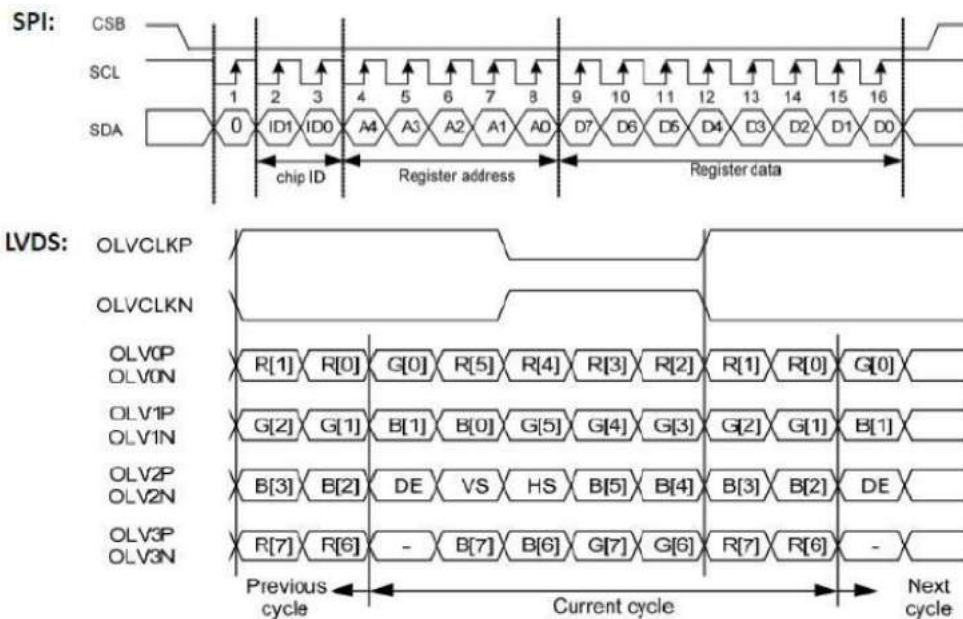 SPI: CSB
SCL
1 2 3 4 5 6 7 8 9 10 11 12 13 14 15 16
SDA 0 ID1 ID0 A4 A3 A2 A1 A0 D7 D6 D5 D4 D3 D2 D1 D0
chip ID Register address Register data
LVDS: OLVCLKP
OLVCLKN
OLV0P
OLV0N
R[1] R[0] G[0] R[5] R[4] R[3] R[2] R[1] R[0] G[0]
OLV1P
OLV1N
G[2] G[1] B[1] B[0] G[5] G[4] G[3] G[2] G[1] B[1]
OLV2P
OLV2N
B[3] B[2] DE VS HS B[5] B[4] B[3] B[2] DE
OLV3P
OLV3N
R[7] R[6] - B[7] B[6] G[7] G[6] R[7] R[6] -
Previous cycle
Current cycle
Next cycle